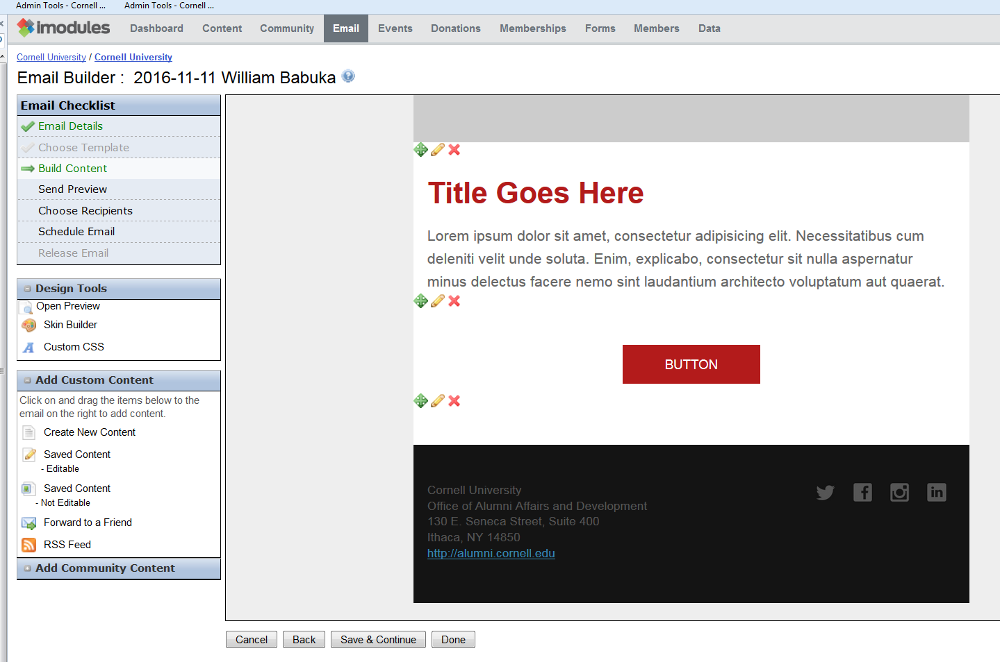 Admin Tools - Cornell ... Admin Tools - Cornell ...
imodules Dashboard Content Community Email Events Donations Memberships Forms Members Data
Cornell University / Cornell University
Email Builder : 2016-11-11 William Babuka
Email Checklist
Email Details
Choose Template
Build Content
Send Preview
Choose Recipients
Schedule Email
Release Email
Design Tools
Open Preview
Skin Builder
Custom CSS
Add Custom Content
Click on and drag the items below to the
email on the right to add content.
Create New Content
Saved Content
- Editable
Saved Content
- Not Editable
Forward to a Friend
RSS Feed
Add Community Content
Title Goes Here
Lorem ipsum dolor sit amet, consectetur adipisicing elit. Necessitatibus cum
deleniti velit unde soluta. Enim, explicabo, consectetur sit nulla aspernatur
minus delectus facere nemo sint laudantium architecto voluptatum aut quaerat.
BUTTON
Cornell University
Office of Alumni Affairs and Development
130 E. Seneca Street, Suite 400
Ithaca, NY 14850
http://alumni.cornell.edu
Cancel Back Save & Continue Done